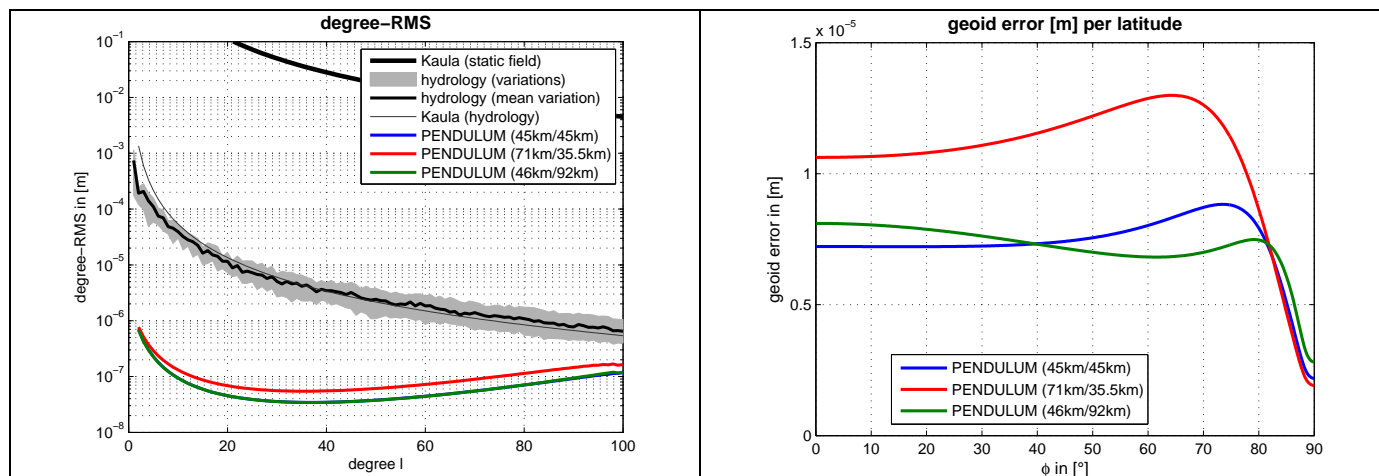 degree−RMS
10−1
10−2
10−3
10−4
10−5
10−6
10−7
10−8
degree−RMS in [m]
Kaula (static field)
hydrology (variations)
hydrology (mean variation)
Kaula (hydrology)
PENDULUM (45km/45km)
PENDULUM (71km/35.5km)
PENDULUM (46km/92km)
0 20 40 60 80 100
degree l
geoid error [m] per latitude
x 10−5
1.5
1
0.5
0
geoid error in [m]
PENDULUM (45km/45km)
PENDULUM (71km/35.5km)
PENDULUM (46km/92km)
0 10 20 30 40 50 60 70 80 90
ϕ in [°]